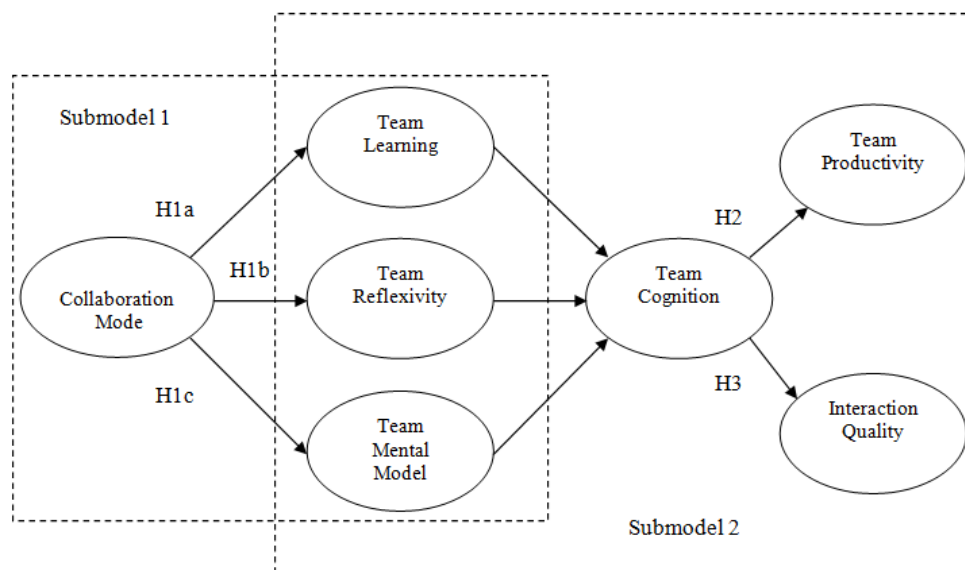 Submodel 1
Team
Learning
Team
Productivity
H1a
H2
H1b
Team
Reflexivity
Team
Cognition
Collaboration
Mode
H1c
H3
Team
Mental
Model
Interaction
Quality
Submodel 2